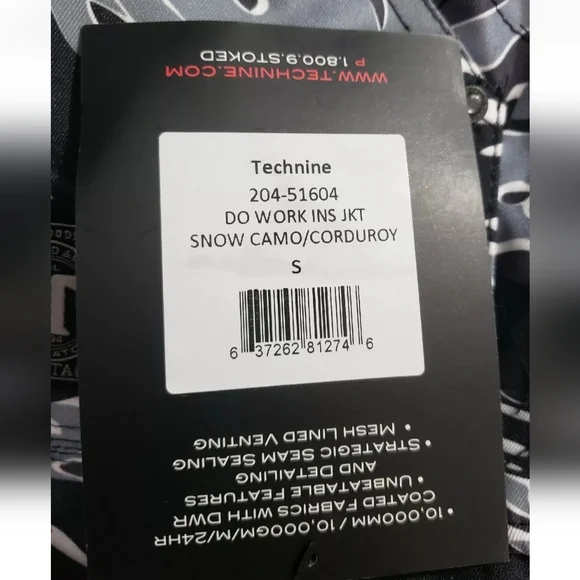 Technine
204-51604
DO WORK INS JKT
SNOW CAMO/CORDUROY
S
6 37262 81274 6
• 10,000MM / 10,000GM/M/24HR
COATED FABRICS WITH DWR
• UNBEATABLE FEATURES
AND DETAILING
• STRATEGIC SEAM SEALING
• MESH LINED VENTING
WWW.TECHNINE.COM
P 1.800.9.STOKED